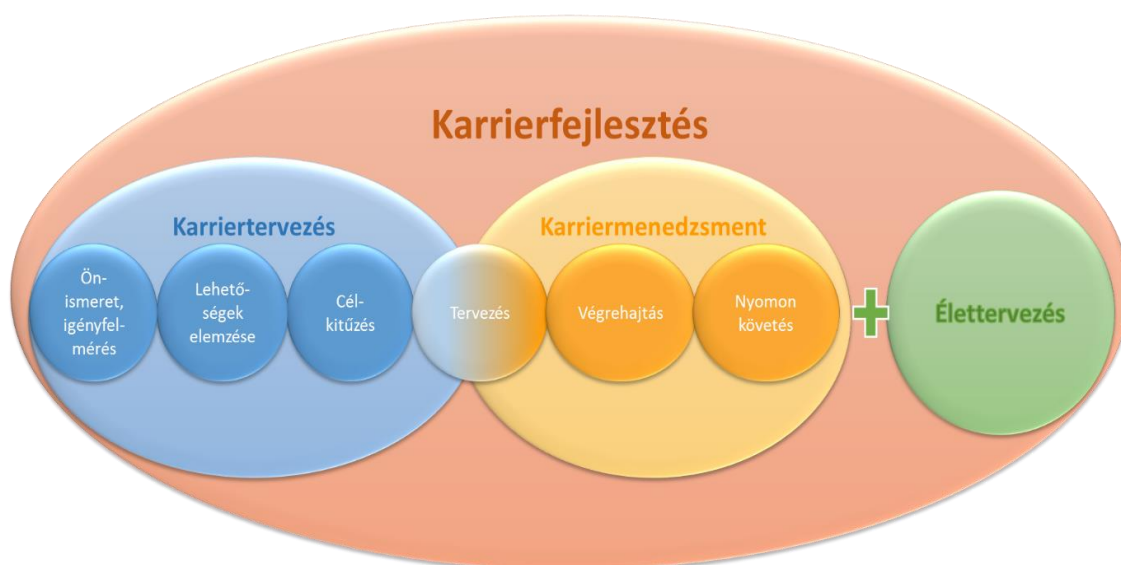 Karrierfejlesztés
Karriertervezés
Ön-
ismeret,
igényfel-
mérés
Lehető-
ségek
elemzése
Cél-
kitűzés
Tervezés
Karriermenedzsment
Végrehajtás
Nyomon
követés
Élettervezés